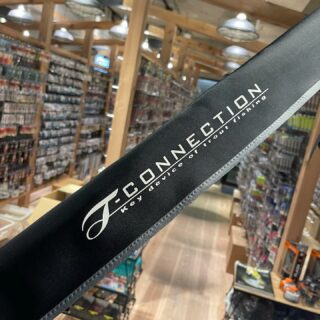 T-CONNECTION
Key device of trout fishing